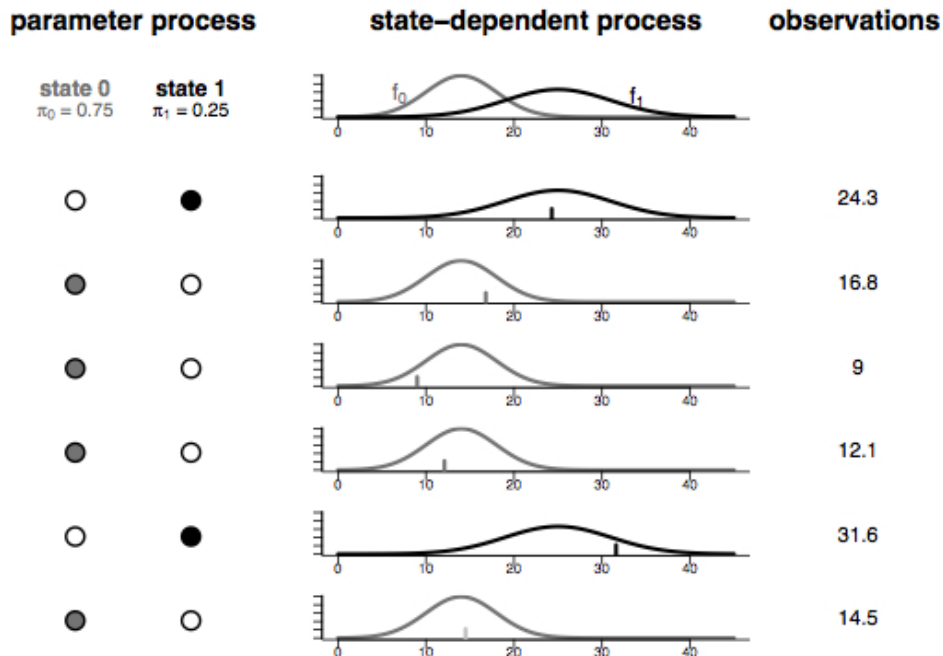 parameter process state−dependent process observations
state 0 state 1
π0 = 0.75 π1 = 0.25
f0 f1
0 10 20 30 40
24.3
0 10 20 30 40
16.8
0 10 20 30 40
9
0 10 20 30 40
12.1
0 10 20 30 40
31.6
0 10 20 30 40
14.5
0 10 20 30 40